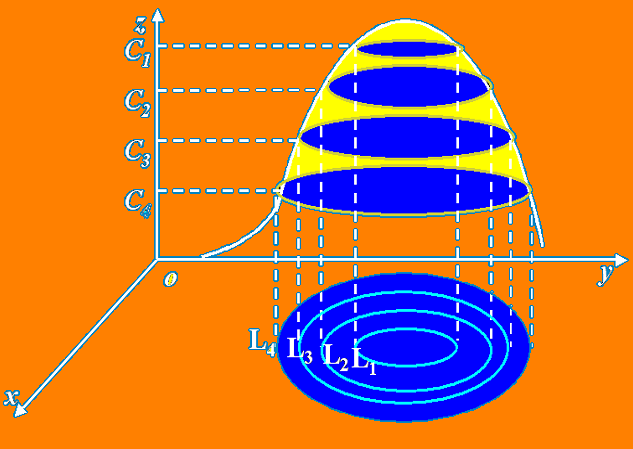 z
C₁
C₂
C₃
C₄
o
y
L₄ L₃ L₂ L₁
x